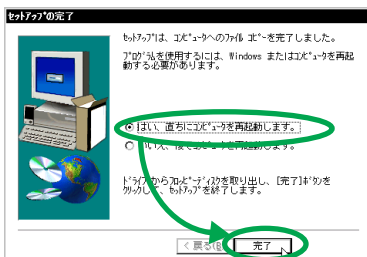 ｾｯﾄｱｯﾌﾟの完了
ｾｯﾄｱｯﾌﾟは、ｺﾝﾋﾟｭｰﾀへのﾌｧｲﾙ ｺﾋﾟｰを完了しました。
ﾌﾟﾛｸﾞﾗﾑを使用するには、Windows またはｺﾝﾋﾟｭｰﾀを再起
動する必要があります。
はい、直ちにｺﾝﾋﾟｭｰﾀを再起動します。
いいえ、後でｺﾝﾋﾟｭｰﾀを再起動します。
ﾄﾞﾗｲﾌﾞからﾌﾛｯﾋﾟｰﾃﾞｨｽｸを取り出し、[完了]ﾎﾞﾀﾝを
ｸﾘｯｸして、ｾｯﾄｱｯﾌﾟを終了します。
< 戻る(B)
完了